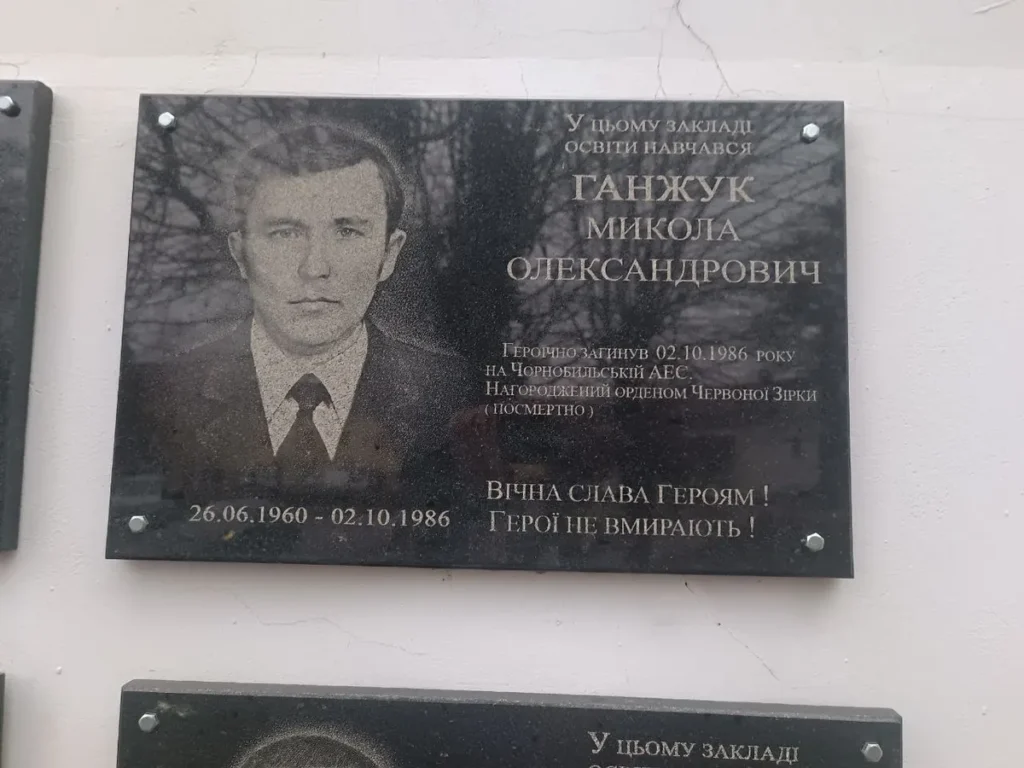 У ЦЬОМУ ЗАКЛАДІ
ОСВІТИ НАВЧАВСЯ
ГАНЖУК
МИКОЛА
ОЛЕКСАНДРОВИЧ
ГЕРОЇЧНО ЗАГИНУВ 02.10.1986 РОКУ
НА ЧОРНОБИЛЬСЬКІЙ АЕС.
НАГОРОДЖЕНИЙ ОРДЕНОМ ЧЕРВОНОЇ ЗІРКИ
( ПОСМЕРТНО )
26.06.1960 - 02.10.1986
ВІЧНА СЛАВА ГЕРОЯМ !
ГЕРОЇ НЕ ВМИРАЮТЬ !
У ЦЬОМУ ЗАКЛАДІ